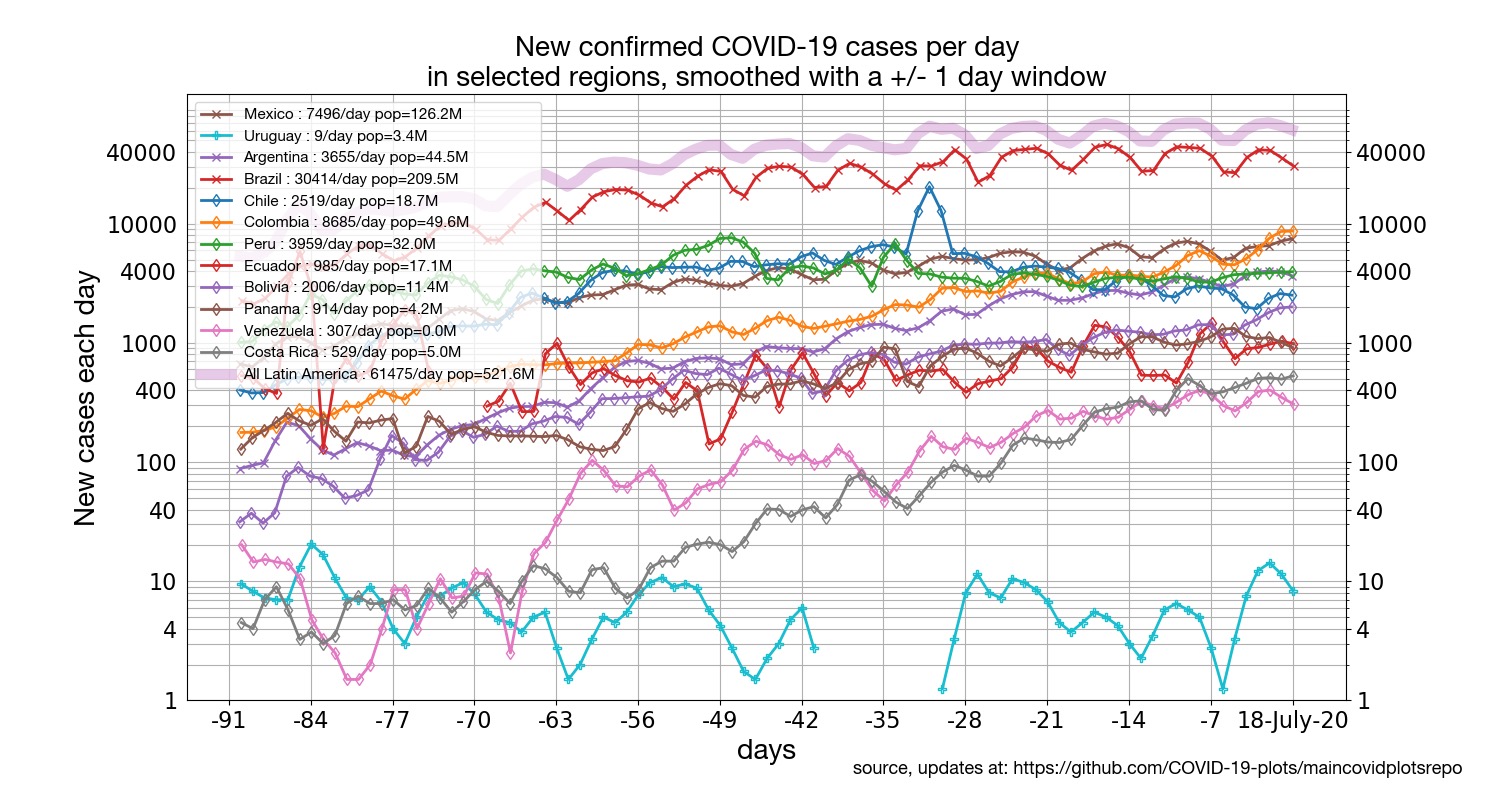 New confirmed COVID-19 cases per day
in selected regions, smoothed with a +/- 1 day window
Mexico : 7496/day pop=126.2M
Uruguay : 9/day pop=3.4M
Argentina : 3655/day pop=44.5M
Brazil : 30414/day pop=209.5M
Chile : 2519/day pop=18.7M
Colombia : 8685/day pop=49.6M
Peru : 3959/day pop=32.0M
Ecuador : 985/day pop=17.1M
Bolivia : 2006/day pop=11.4M
Panama : 914/day pop=4.2M
Venezuela : 307/day pop=0.0M
Costa Rica : 529/day pop=5.0M
All Latin America : 61475/day pop=521.6M
New cases each day
40000
10000
4000
1000
400
100
40
10
4
1
40000
10000
4000
1000
400
100
40
10
4
1
-91 -84 -77 -70 -63 -56 -49 -42 -35 -28 -21 -14 -7 18-July-20
days
source, updates at: https://github.com/COVID-19-plots/maincovidplotsrepo